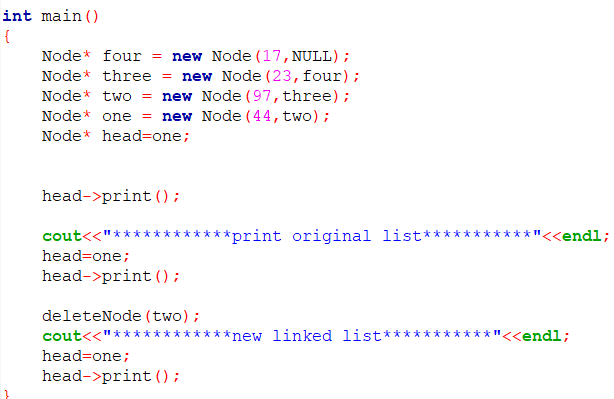 int main()
{
    Node* four = new Node(17,NULL);
    Node* three = new Node(23,four);
    Node* two = new Node(97,three);
    Node* one = new Node(44,two);
    Node* head=one;


    head->print();

    cout<<"************print original list***********"<<endl;
    head=one;
    head->print();

    deleteNode(two);
    cout<<"************new linked list***********"<<endl;
    head=one;
    head->print();
}